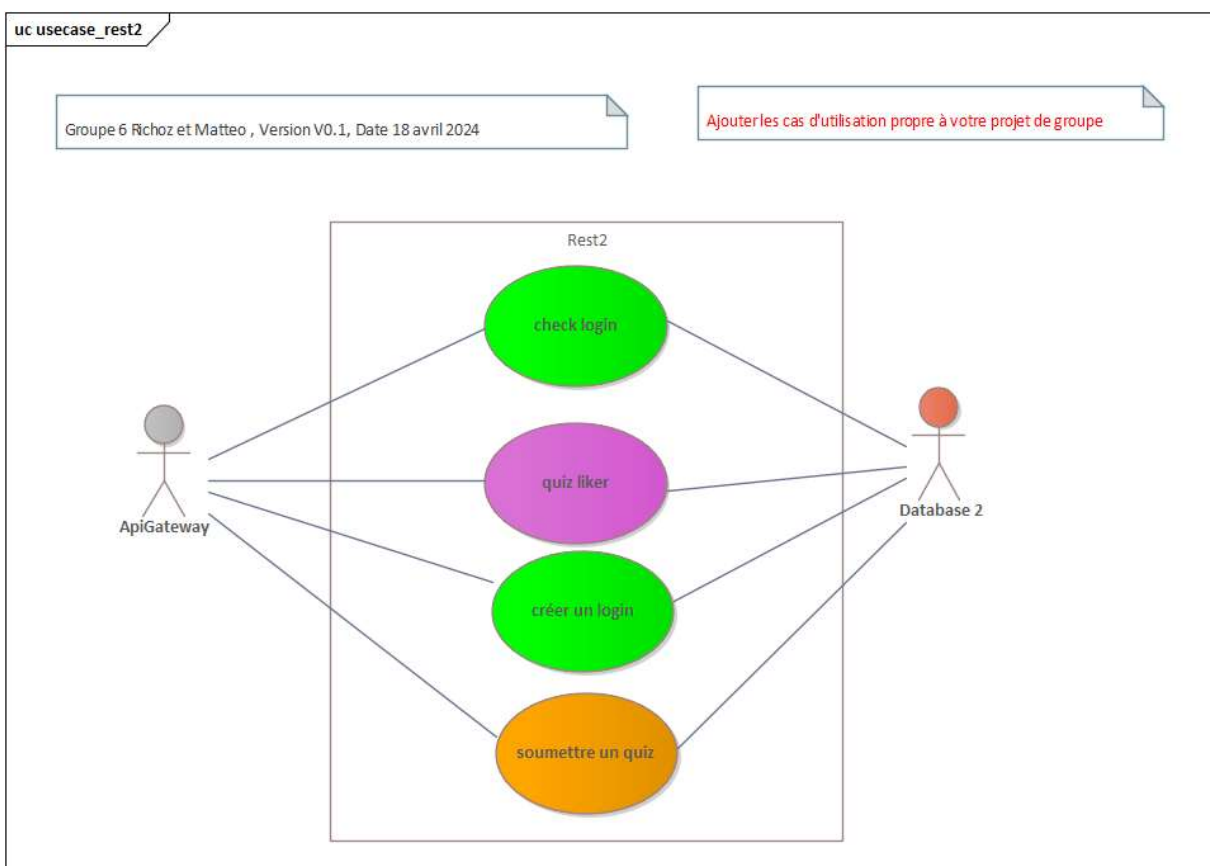 uc usecase_rest2
Groupe 6 Richoz et Matteo , Version V0.1, Date 18 avril 2024
Ajouter les cas d'utilisation propre à votre projet de groupe
Rest2
check login
quiz liker
ApiGateway
Database 2
créer un login
soumettre un quiz